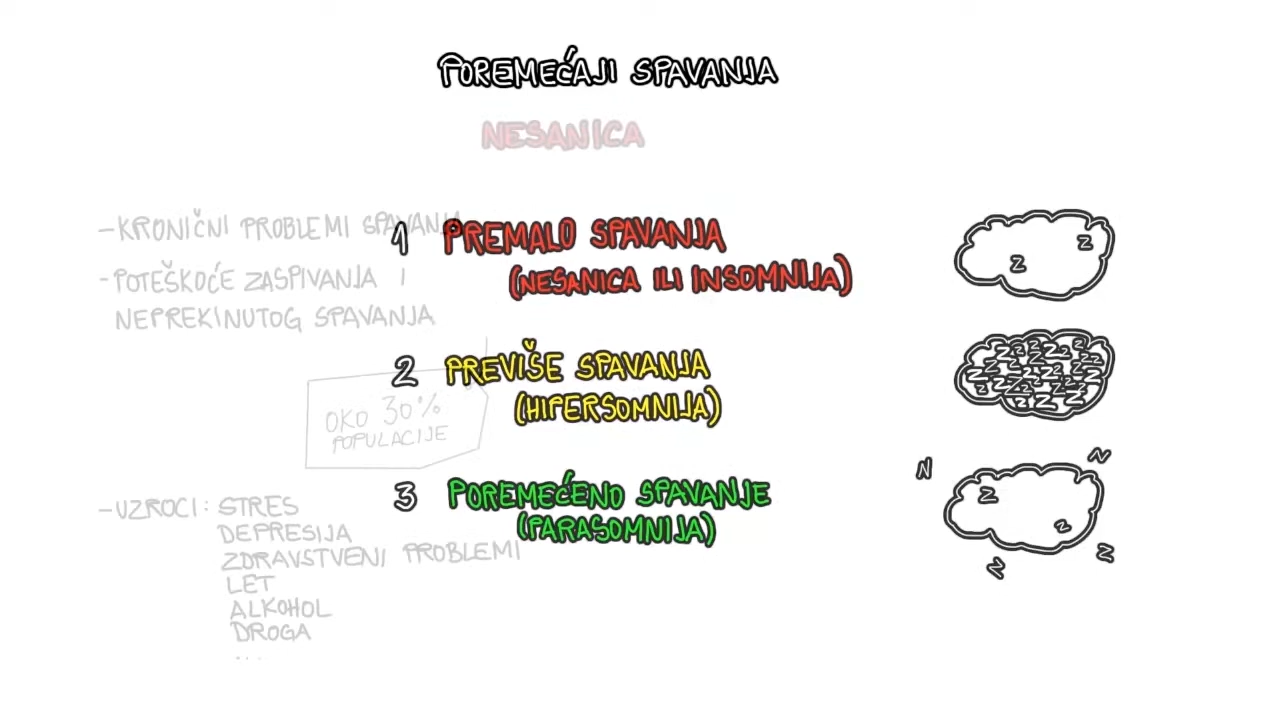 POREMEĆAJI SPAVANJA
NESANICA
1 PREMALO SPAVANJA
(NESANICA ILI INSOMNIJA)
2 PREVIŠE SPAVANJA
(HIPERSOMNIJA)
3 POREMEĆENO SPAVANJE
(PARASOMNIJA)
-KRONIČNI PROBLEMI SPAVANJA
-POTEŠKOĆE ZASPIVANJA I
NEPREKINUTOG SPAVANJA
OKO 30%
POPULACIJE
-UZROCI: STRES
DEPRESIJA
ZDRAVSTVENI PROBLEMI
LET
ALKOHOL
DROGA
...
Z Z
Z Z Z Z Z Z Z Z Z Z Z Z Z Z Z Z Z Z Z Z
N Z Z Z Z Z